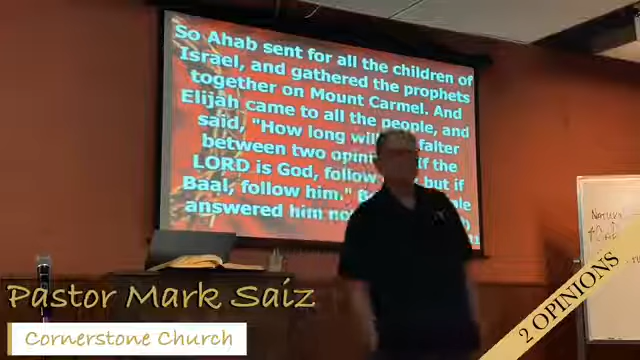 So Ahab sent for all the children of
Israel, and gathered the prophets
together on Mount Carmel. And
Elijah came to all the people, and
said, "How long will falter
between two opin If the
LORD is God, follow but if
Baal, follow him."
answered him no
Pastor Mark Saiz
Cornerstone Church
2 OPINIONS